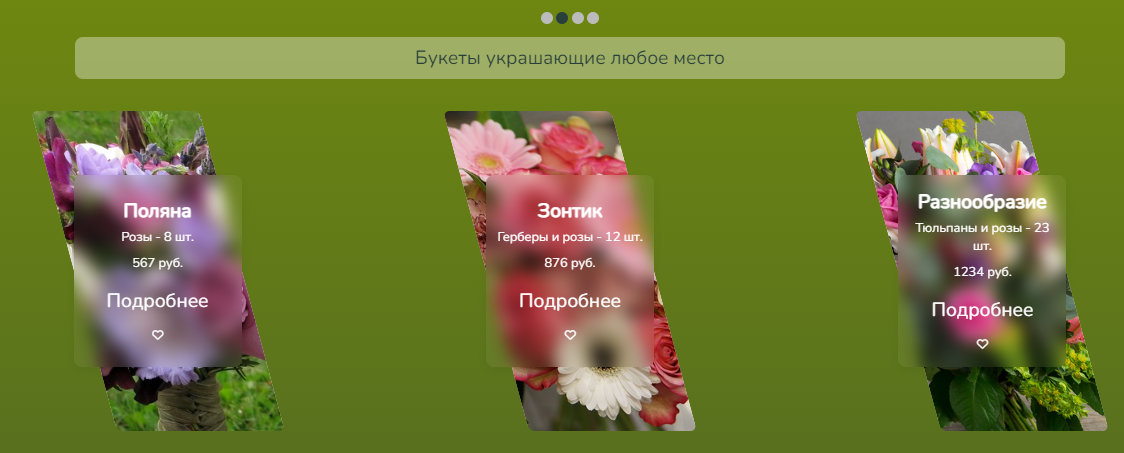 Букеты украшающие любое место
Поляна
Розы - 8 шт.
567 руб.
Подробнее
Зонтик
Герберы и розы - 12 шт.
876 руб.
Подробнее
Разнообразие
Тюльпаны и розы - 23
шт.
1234 руб.
Подробнее